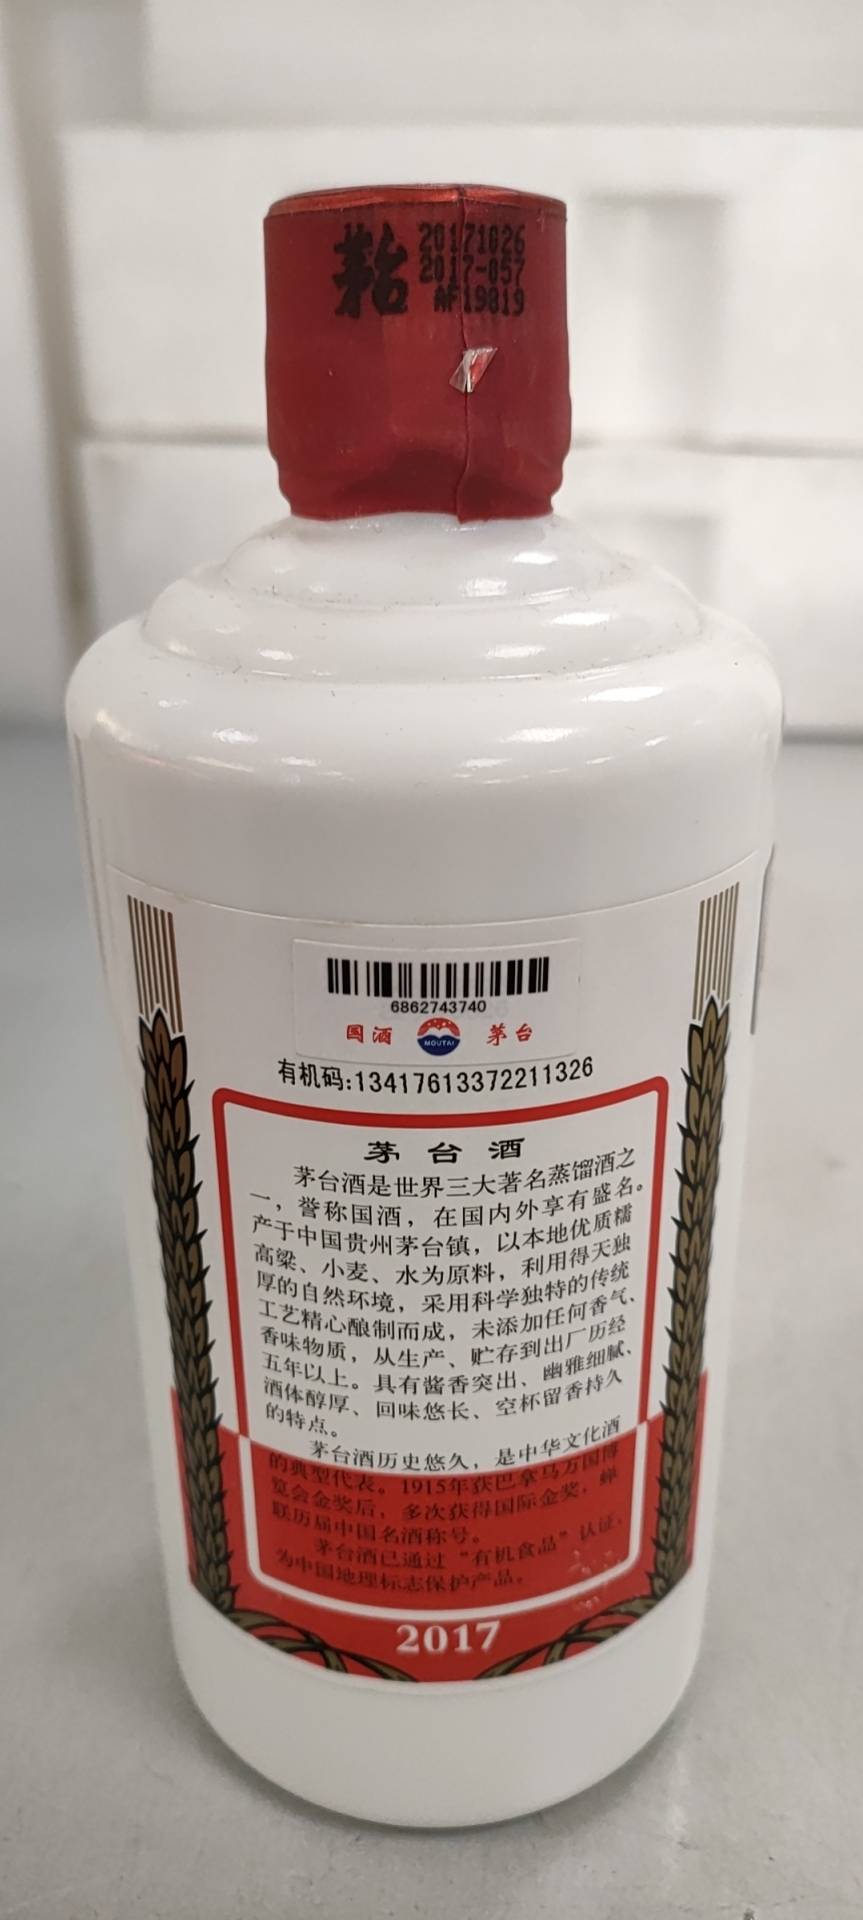 茅台
20171026
2017-057
AF19819
6862743740
国酒 MOUTAI 茅台
有机码:13417613372211326
茅台酒
茅台酒是世界三大著名蒸馏酒之
一，誉称国酒，在国内外享有盛名。
产于中国贵州茅台镇，以本地优质糯
高粱、小麦、水为原料，利用得天独
厚的自然环境，采用科学独特的传统
工艺精心酿制而成，未添加任何香气、
香味物质，从生产、贮存到出厂历经
五年以上。具有酱香突出、幽雅细腻、
酒体醇厚、回味悠长、空杯留香持久
的特点。
茅台酒历史悠久，是中华文化酒
的典型代表。1915年获巴拿马万国博
览会金奖后，多次获得国际金奖，蝉
联历届中国名酒称号。
茅台酒已通过“有机食品”认证，
为中国地理标志保护产品。
2017